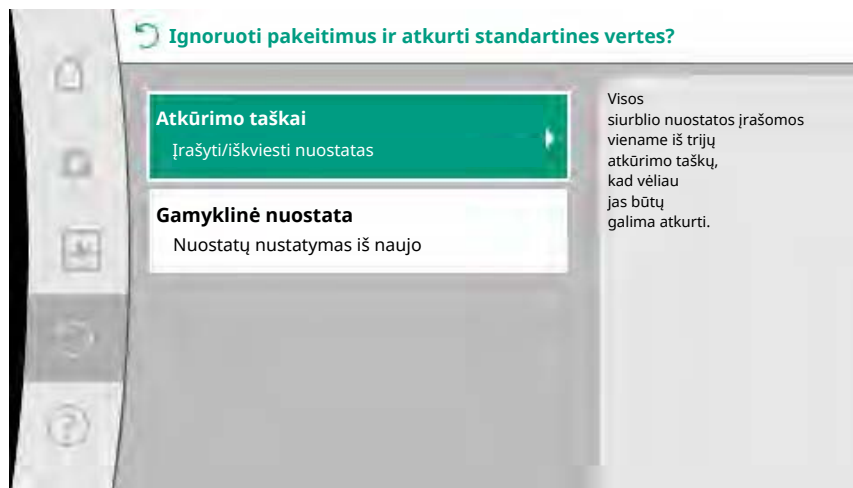 Ignoruoti pakeitimus ir atkurti standartines vertes?
Atkūrimo taškai
Įrašyti/iškviesti nuostatas
Gamyklinė nuostata
Nuostatų nustatymas iš naujo
Visos
siurblio nuostatos įrašomos
viename iš trijų
atkūrimo taškų,
kad vėliau
jas būtų
galima atkurti.